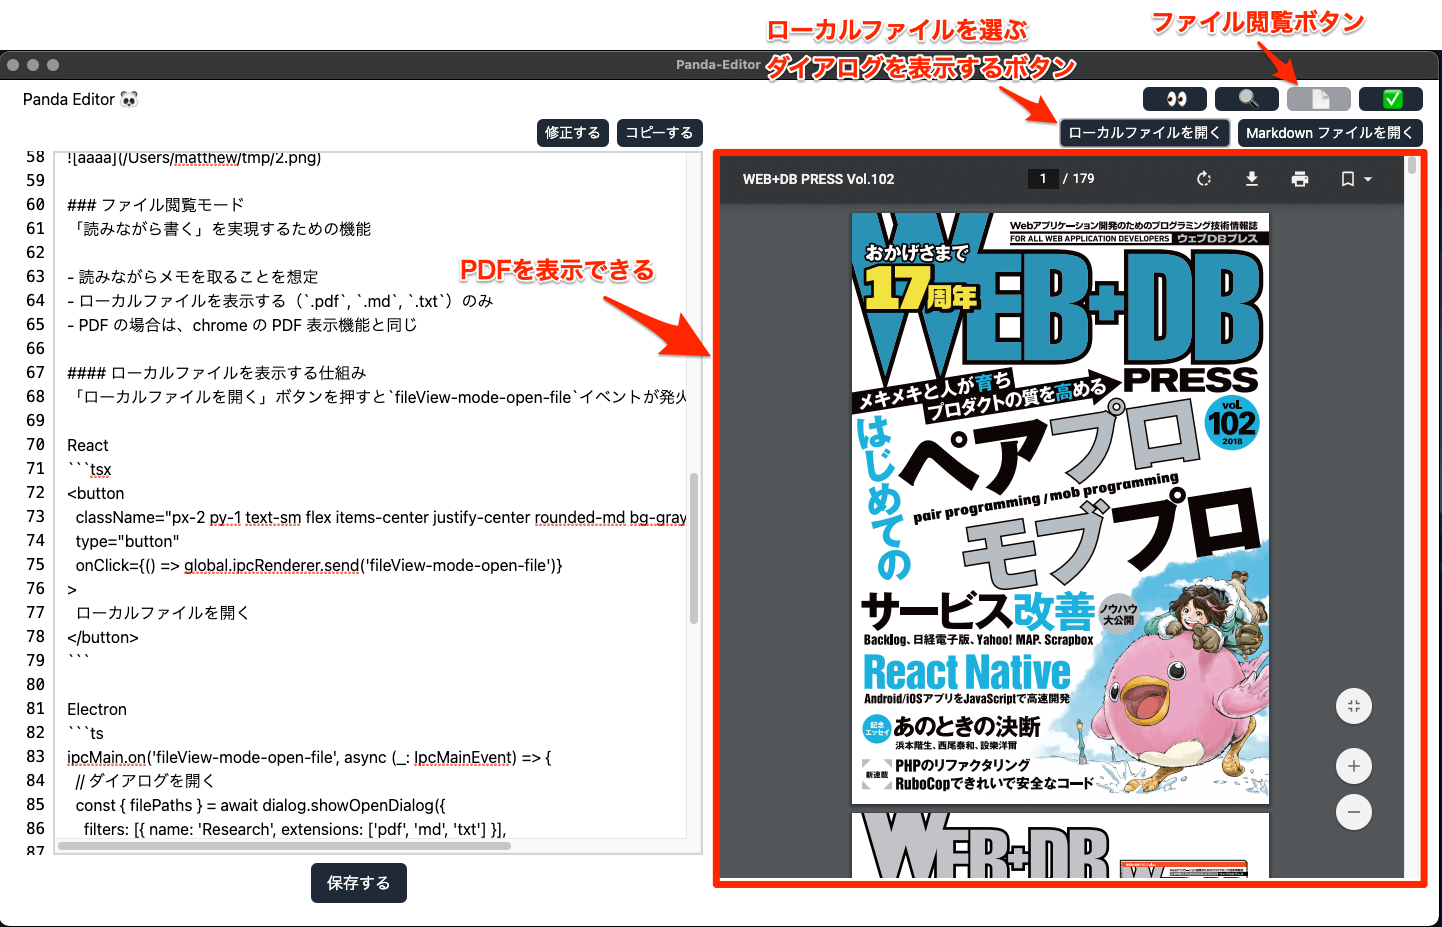 ローカルファイルを選ぶ
ダイアログを表示するボタン
ファイル閲覧ボタン
Panda-Editor
Panda Editor
修正する
コピーする
ローカルファイルを開く
Markdown ファイルを開く
58 ![aaaa](/Users/matthew/tmp/2.png)
59
60 ### ファイル閲覧モード
61 「読みながら書く」を実現するための機能
62
63 - 読みながらメモを取ることを想定
64 - ローカルファイルを表示する（`.pdf`, `.md`, `.txt`）のみ
65 - PDF の場合は、chrome の PDF 表示機能と同じ
66
67 #### ローカルファイルを表示する仕組み
68 「ローカルファイルを開く」ボタンを押すと`fileView-mode-open-file`イベントが発火
69
70 React
71 ```tsx
72 <button
73 className="px-2 py-1 text-sm flex items-center justify-center rounded-md bg-gray
74 type="button"
75 onClick={() => global.ipcRenderer.send('fileView-mode-open-file')}
76 >
77 ローカルファイルを開く
78 </button>
79 ```
80
81 Electron
82 ```ts
83 ipcMain.on('fileView-mode-open-file', async (_: IpcMainEvent) => {
84 // ダイアログを開く
85 const { filePaths } = await dialog.showOpenDialog({
86 filters: [{ name: 'Research', extensions: ['pdf', 'md', 'txt'] }],
87
保存する
PDFを表示できる
WEB+DB PRESS Vol.102
1 / 179
Webアプリケーション開発のためのプログラミング技術情報誌
FOR ALL WEB APPLICATION DEVELOPERS ウェブDBプレス
おかげさまで
17周年
WEB+DB
PRESS
メキメキと人が育ち
プロダクトの質を高める
vol.
102
2018
はじめての
ペアプロ
pair programming / mob programming
モブプロ
サービス改善
ノウハウ
大公開
Backlog、日経電子版、Yahoo! MAP、Scrapbox
React Native
Android/iOSアプリをJavaScriptで高速開発
記念
エッセイ
あのときの決断
浜本階生、西尾泰和、設樂洋爾
新連載
PHPのリファクタリング
RuboCopできれいで安全なコード
WEB+DB